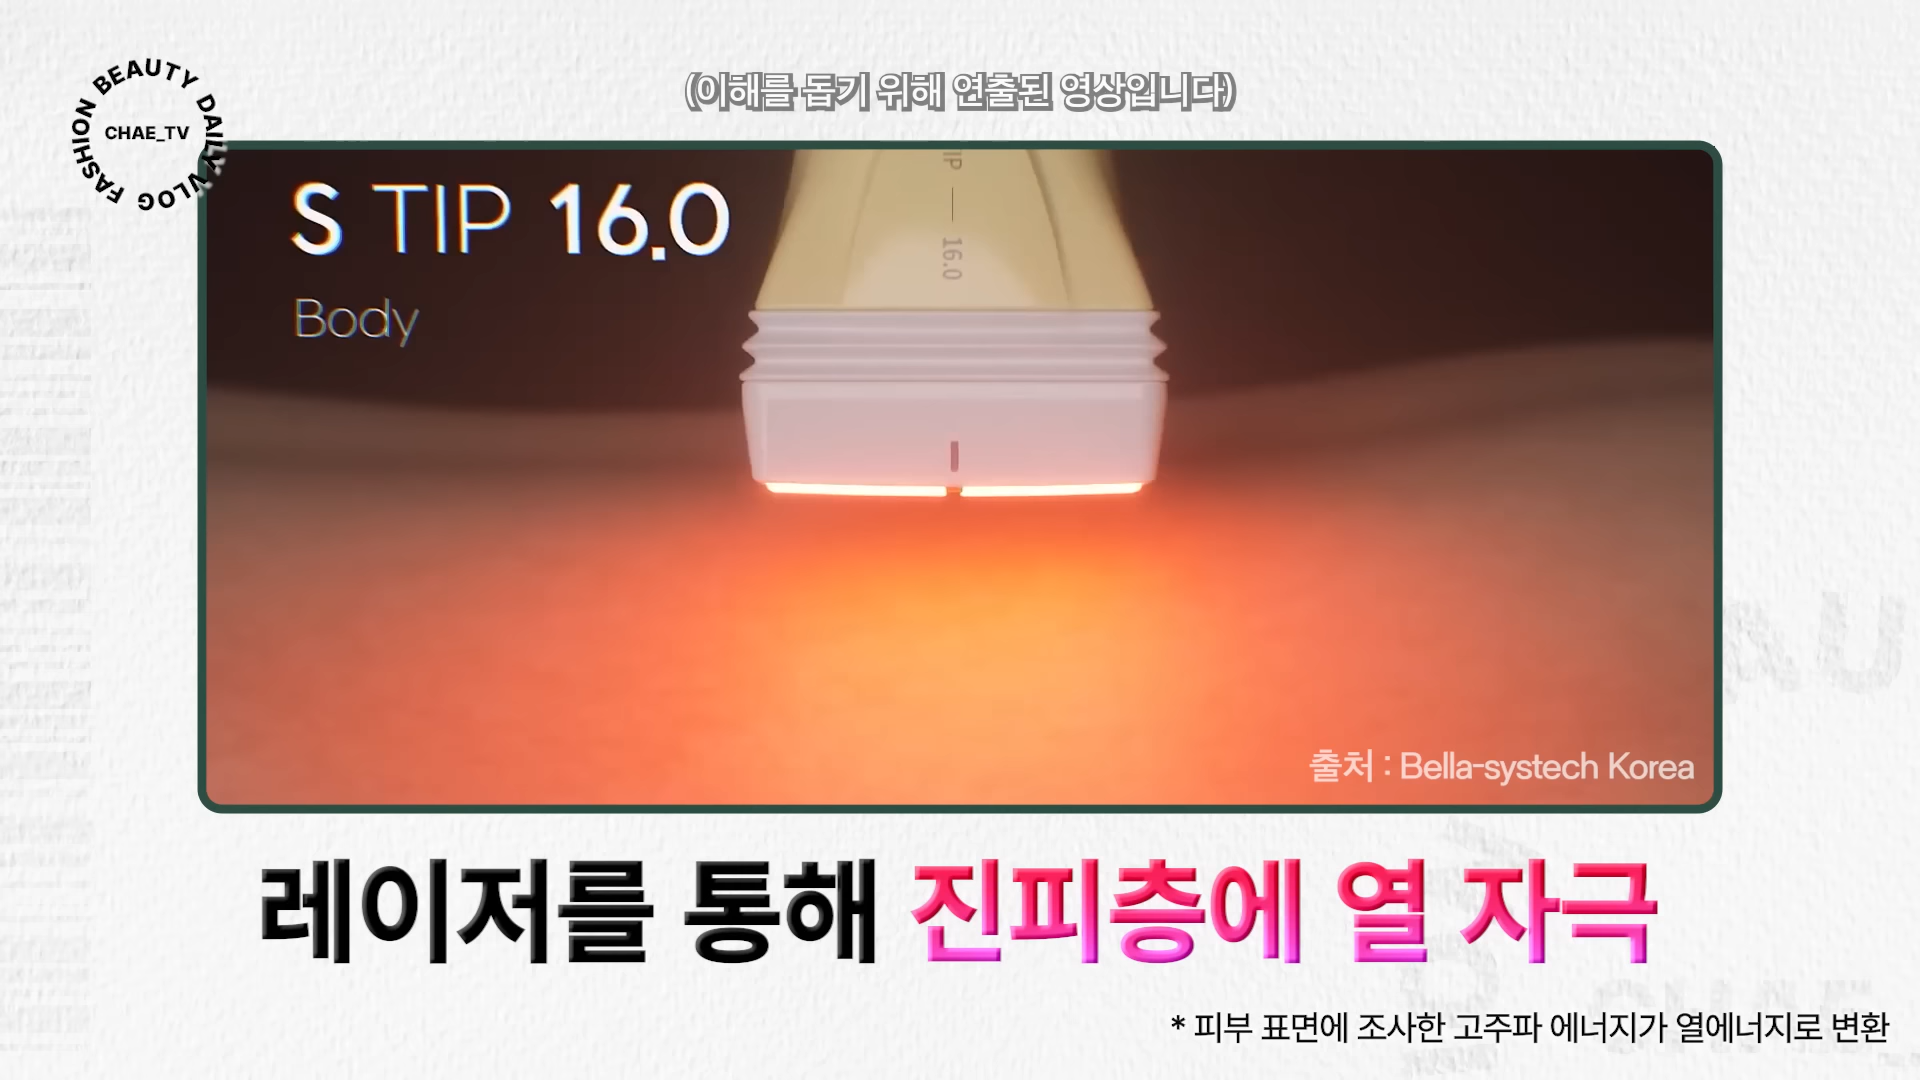 FASHION BEAUTY DAILY VLOG
CHAE_TV
(이해를 돕기 위해 연출된 영상입니다)
S TIP 16.0
Body
TIP — 16.0
출처 : Bella-systech Korea
레이저를 통해 진피층에 열 자극
* 피부 표면에 조사한 고주파 에너지가 열에너지로 변환